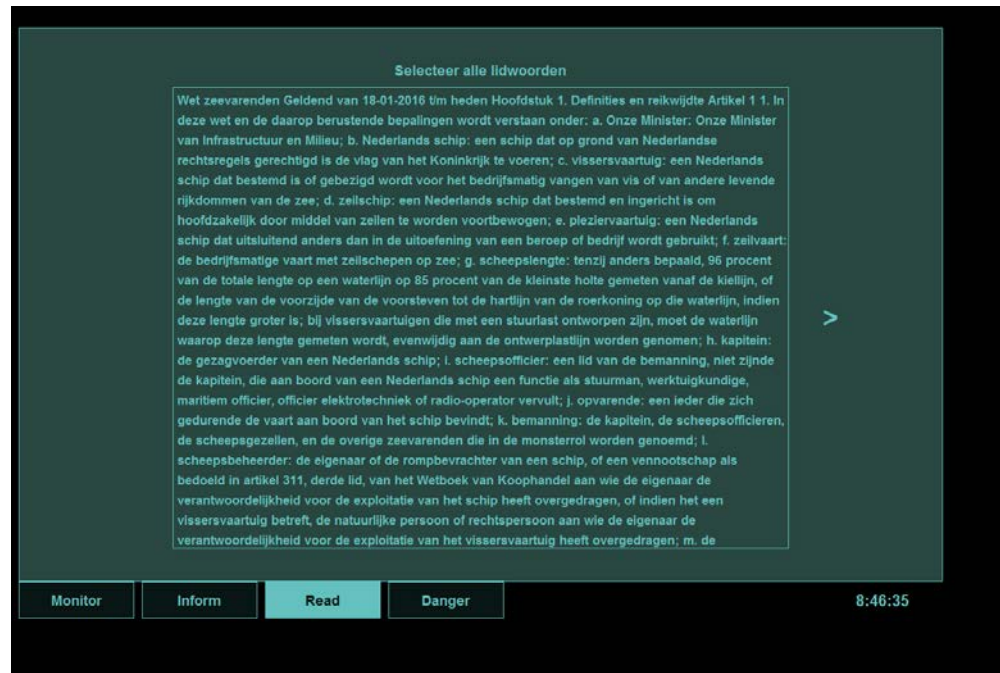 Selecteer alle lidwoorden
Wet zeevarenden Geldend van 18-01-2016 t/m heden Hoofdstuk 1. Definities en reikwijdte Artikel 1 1. In
deze wet en de daarop berustende bepalingen wordt verstaan onder: a. Onze Minister: Onze Minister
van Infrastructuur en Milieu; b. Nederlands schip: een schip dat op grond van Nederlandse
rechtsregels gerechtigd is de vlag van het Koninkrijk te voeren; c. vissersvaartuig: een Nederlands
schip dat bestemd is of gebezigd wordt voor het bedrijfsmatig vangen van vis of van andere levende
rijkdommen van de zee; d. zeilschip: een Nederlands schip dat bestemd en ingericht is om
hoofdzakelijk door middel van zeilen te worden voortbewogen; e. pleziervaartuig: een Nederlands
schip dat uitsluitend anders dan in de uitoefening van een beroep of bedrijf wordt gebruikt; f. zeilvaart:
de bedrijfsmatige vaart met zeilschepen op zee; g. scheepslengte: tenzij anders bepaald, 96 procent
van de totale lengte op een waterlijn op 85 procent van de kleinste holte gemeten vanaf de kiellijn, of
de lengte van de voorzijde van de voorsteven tot de hartlijn van de roerkoning op die waterlijn, indien
deze lengte groter is; bij vissersvaartuigen die met een stuurlast ontworpen zijn, moet de waterlijn
waarop deze lengte gemeten wordt, evenwijdig aan de ontwerplastlijn worden genomen; h. kapitein:
de gezagvoerder van een Nederlands schip; i. scheepsofficier: een lid van de bemanning, niet zijnde
de kapitein, die aan boord van een Nederlands schip een functie als stuurman, werktuigkundige,
maritiem officier, officier elektrotechniek of radio-operator vervult; j. opvarende: een ieder die zich
gedurende de vaart aan boord van het schip bevindt; k. bemanning: de kapitein, de scheepsofficieren,
de scheepsgezellen, en de overige zeevarenden die in de monsterrol worden genoemd; l.
scheepsbeheerder: de eigenaar of de rompbevrachter van een schip, of een vennootschap als
bedoeld in artikel 311, derde lid, van het Wetboek van Koophandel aan wie de eigenaar de
verantwoordelijkheid voor de exploitatie van het schip heeft overgedragen, of indien het een
vissersvaartuig betreft, de natuurlijke persoon of rechtspersoon aan wie de eigenaar de
verantwoordelijkheid voor de exploitatie van het vissersvaartuig heeft overgedragen; m. de
>
Monitor Inform Read Danger 8:46:35